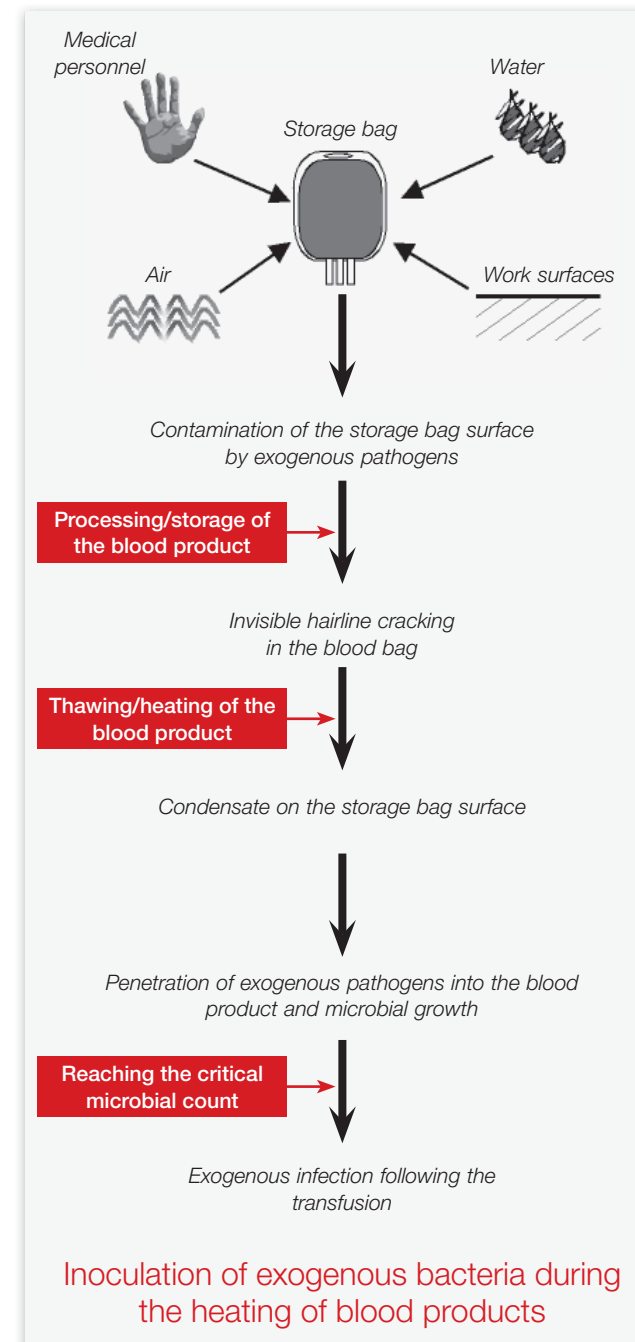 Medical
personnel
Water
Storage bag
Air
Work surfaces
Contamination of the storage bag surface
by exogenous pathogens
Processing/storage of
the blood product
Invisible hairline cracking
in the blood bag
Thawing/heating of the
blood product
Condensate on the storage bag surface
Penetration of exogenous pathogens into the blood
product and microbial growth
Reaching the critical
microbial count
Exogenous infection following the
transfusion
Inoculation of exogenous bacteria during
the heating of blood products